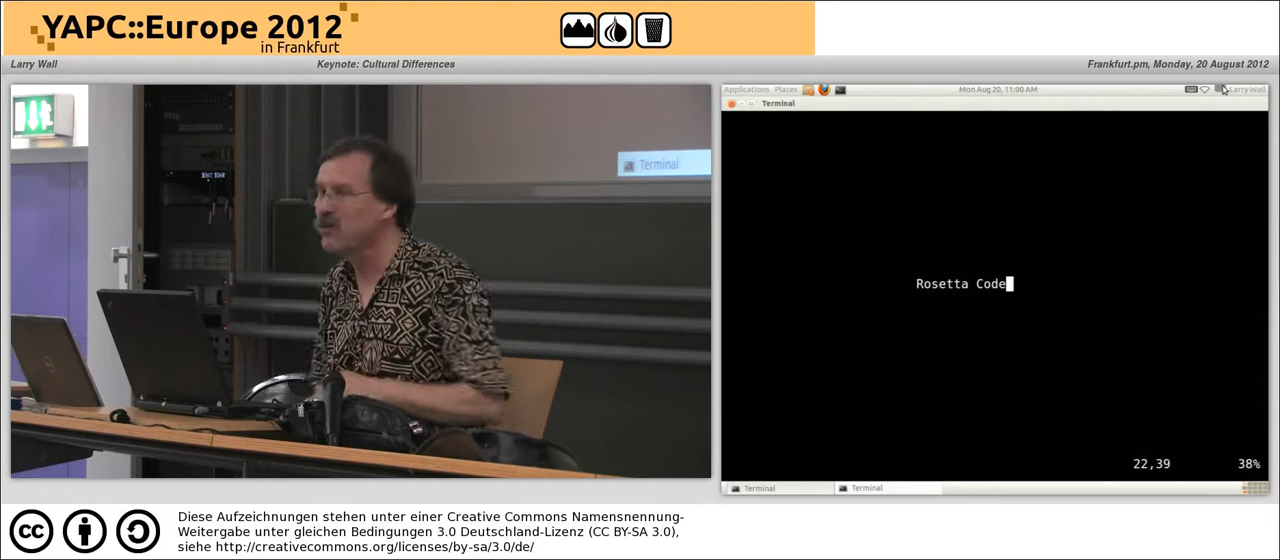 YAPC::Europe 2012
in Frankfurt
Larry Wall
Keynote: Cultural Differences
Frankfurt.pm, Monday, 20 August 2012
Terminal
Applications Places
Mon Aug 20, 11:00 AM
Larry Wall
Terminal
Rosetta Code
22,39
38%
Terminal
Terminal
cc
Diese Aufzeichnungen stehen unter einer Creative Commons Namensnennung-
Weitergabe unter gleichen Bedingungen 3.0 Deutschland-Lizenz (CC BY-SA 3.0),
siehe http://creativecommons.org/licenses/by-sa/3.0/de/